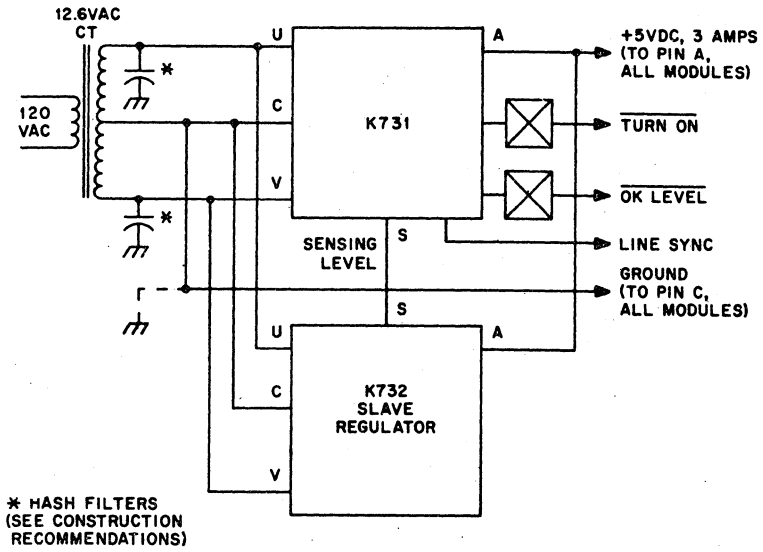 12.6VAC
CT
120
VAC
*
*
U
C
V
K731
A
S
SENSING
LEVEL
+5VDC, 3 AMPS
(TO PIN A,
ALL MODULES)
TURN ON
OK LEVEL
LINE SYNC
GROUND
(TO PIN C,
ALL MODULES)
S
U
C
V
A
K732
SLAVE
REGULATOR
* HASH FILTERS
(SEE CONSTRUCTION
RECOMMENDATIONS)